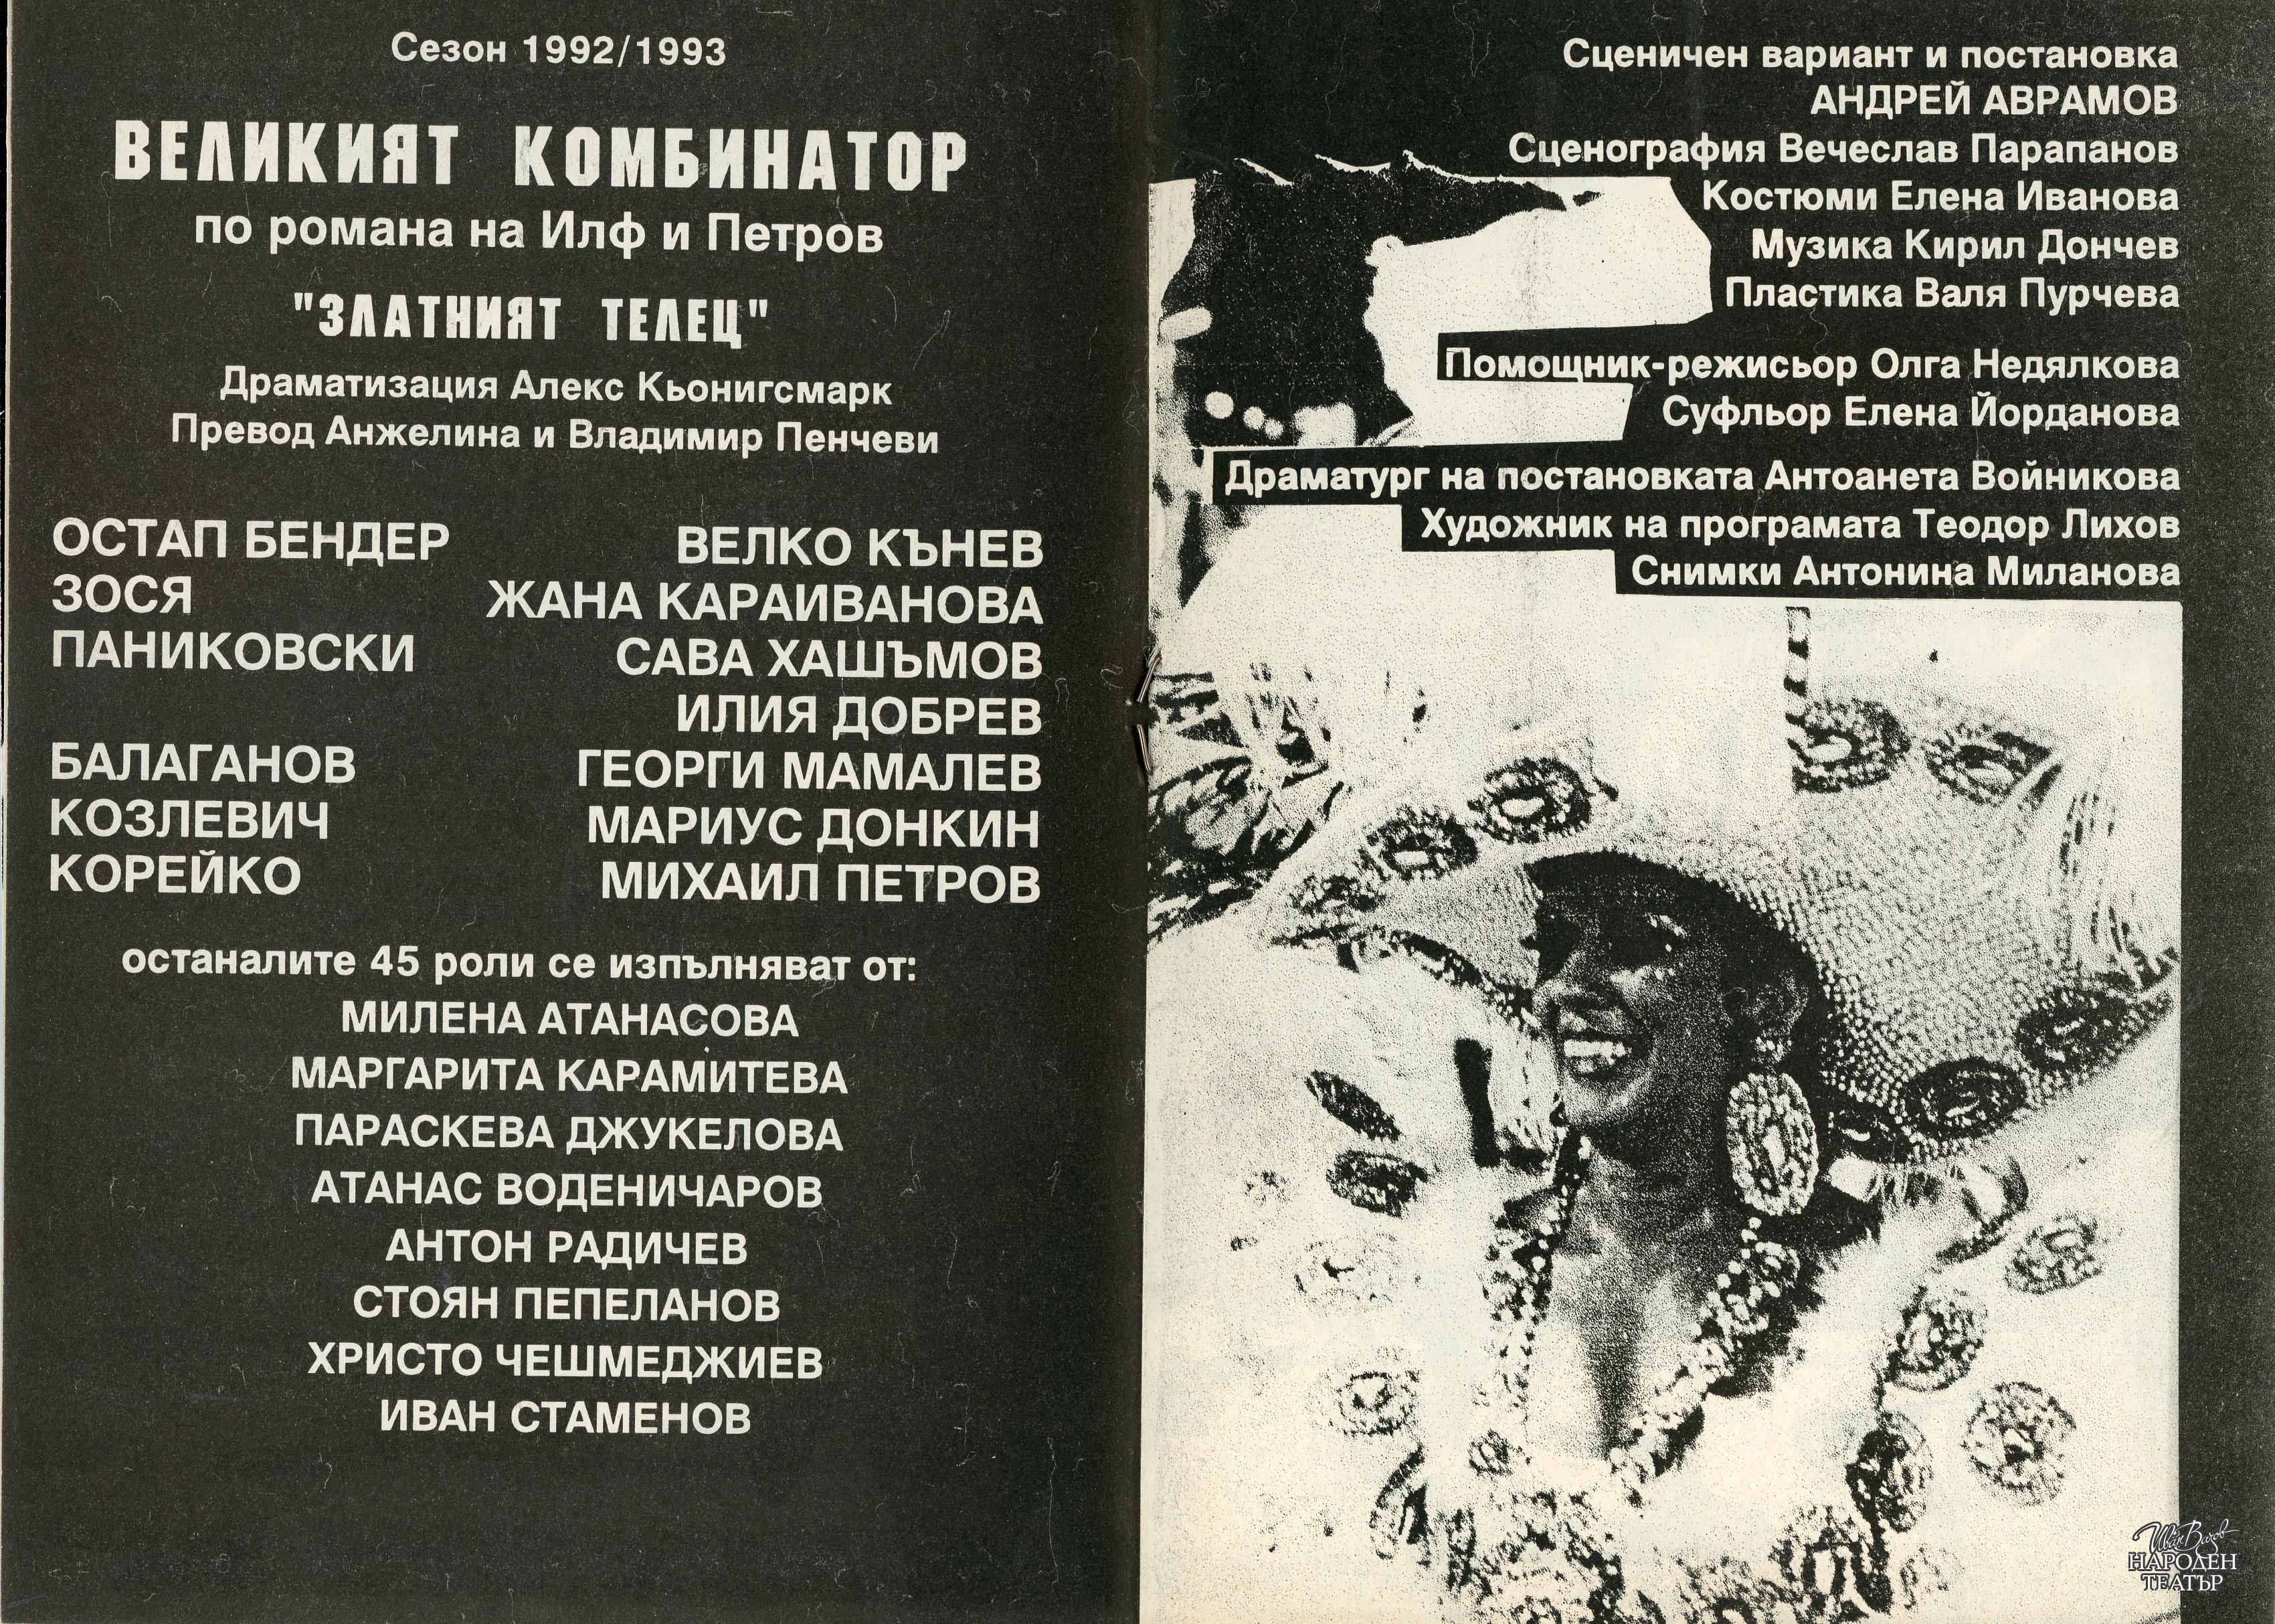 Сезон 1992/1993
ВЕЛИКИЯТ КОМБИНАТОР
по романа на Илф и Петров
"ЗЛАТНИЯТ ТЕЛЕЦ"
Драматизация Алекс Кьонигсмарк
Превод Анжелина и Владимир Пенчеви
ОСТАП БЕНДЕР ВЕЛКО КЪНЕВ
ЗОСЯ ЖАНА КАРАИВАНОВА
ПАНИКОВСКИ САВА ХАШЪМОВ
ИЛИЯ ДОБРЕВ
БАЛАГАНОВ ГЕОРГИ МАМАЛЕВ
КОЗЛЕВИЧ МАРИУС ДОНКИН
КОРЕЙКО МИХАИЛ ПЕТРОВ
останалите 45 роли се изпълняват от:
МИЛЕНА АТАНАСОВА
МАРГАРИТА КАРАМИТЕВА
ПАРАСКЕВА ДЖУКЕЛОВА
АТАНАС ВОДЕНИЧАРОВ
АНТОН РАДИЧЕВ
СТОЯН ПЕПЕЛАНОВ
ХРИСТО ЧЕШМЕДЖИЕВ
ИВАН СТАМЕНОВ
Сценичен вариант и постановка
АНДРЕЙ АВРАМОВ
Сценография Вечеслав Парапанов
Костюми Елена Иванова
Музика Кирил Дончев
Пластика Валя Пурчева
Помощник-режисьор Олга Недялкова
Суфльор Елена Йорданова
Драматург на постановката Антоанета Войникова
Художник на програмата Теодор Лихов
Снимки Антонина Миланова
Иван Вазов
НАРОДЕН
ТЕАТЪР